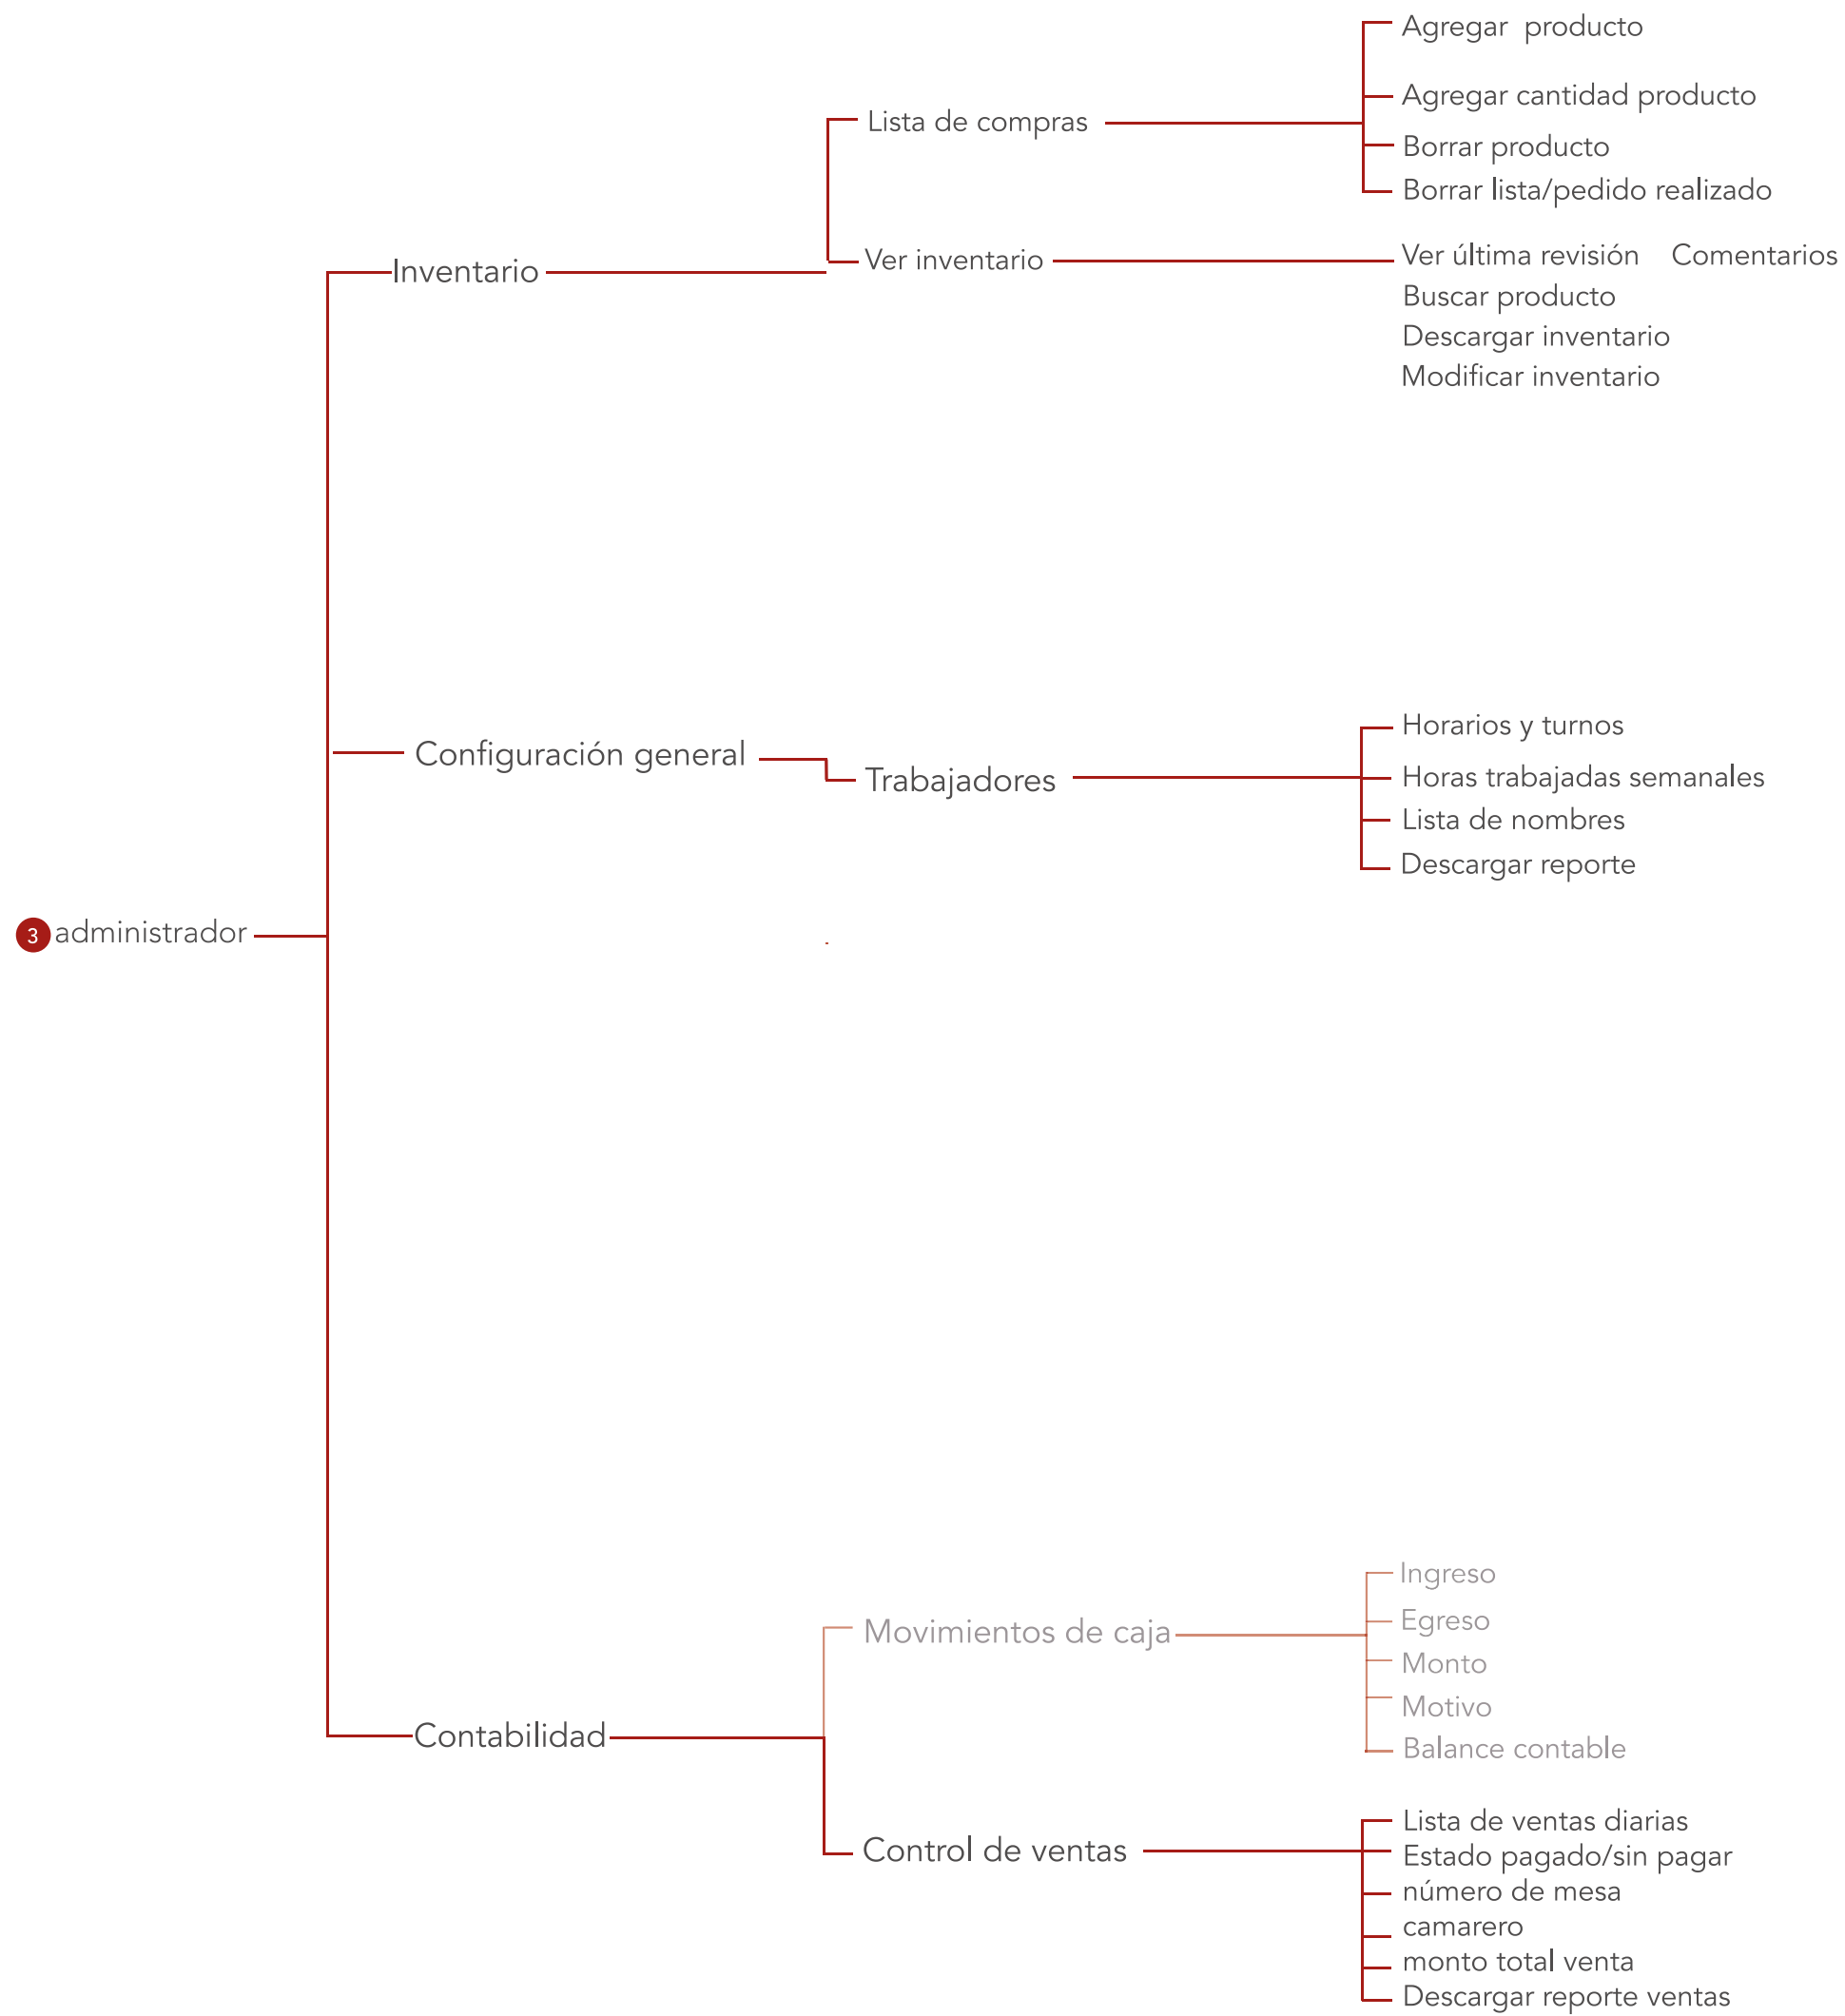 Agregar producto
Agregar cantidad producto
Lista de compras
Borrar producto
Borrar lista/pedido realizado
Inventario
Ver inventario
Ver última revisión Comentarios
Buscar producto
Descargar inventario
Modificar inventario
Configuración general
Trabajadores
Horarios y turnos
Horas trabajadas semanales
Lista de nombres
Descargar reporte
3 administrador
Movimientos de caja
Ingreso
Egreso
Monto
Motivo
Balance contable
Contabilidad
Control de ventas
Lista de ventas diarias
Estado pagado/sin pagar
número de mesa
camarero
monto total venta
Descargar reporte ventas